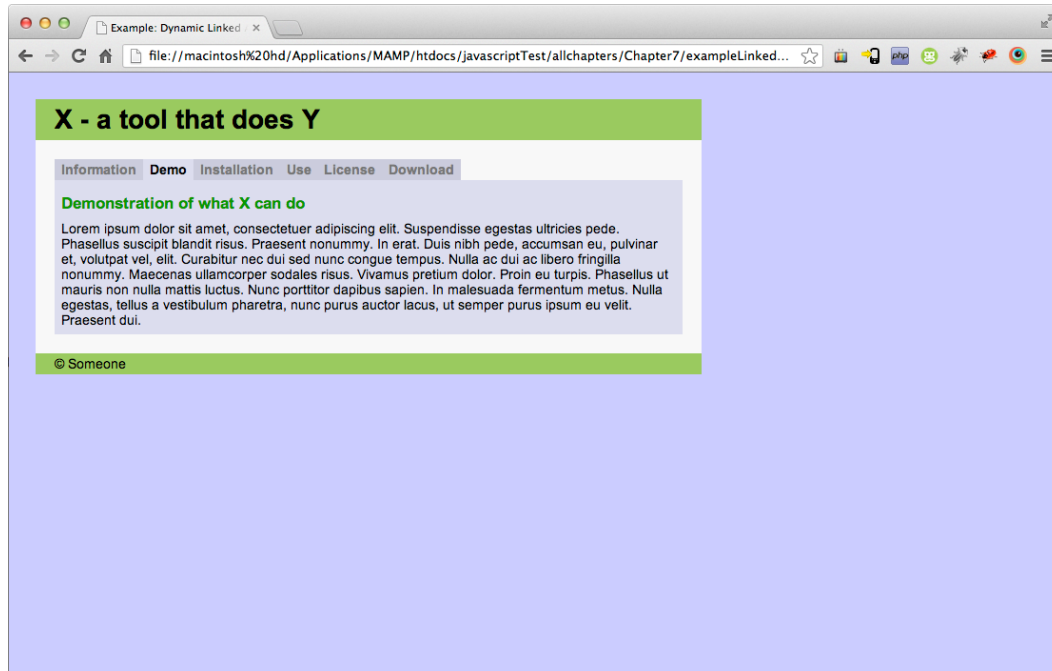 Example: Dynamic Linked
file://macintosh%20hd/Applications/MAMP/htdocs/javascriptTest/allchapters/Chapter7/exampleLinked...
php
X - a tool that does Y
Information Demo Installation Use License Download
Demonstration of what X can do
Lorem ipsum dolor sit amet, consectetuer adipiscing elit. Suspendisse egestas ultricies pede.
Phasellus suscipit blandit risus. Praesent nonummy. In erat. Duis nibh pede, accumsan eu, pulvinar
et, volutpat vel, elit. Curabitur nec dui sed nunc congue tempus. Nulla ac dui ac libero fringilla
nonummy. Maecenas ullamcorper sodales risus. Vivamus pretium dolor. Proin eu turpis. Phasellus ut
mauris non nulla mattis luctus. Nunc porttitor dapibus sapien. In malesuada fermentum metus. Nulla
egestas, tellus a vestibulum pharetra, nunc purus auctor lacus, ut semper purus ipsum eu velit.
Praesent dui.
© Someone